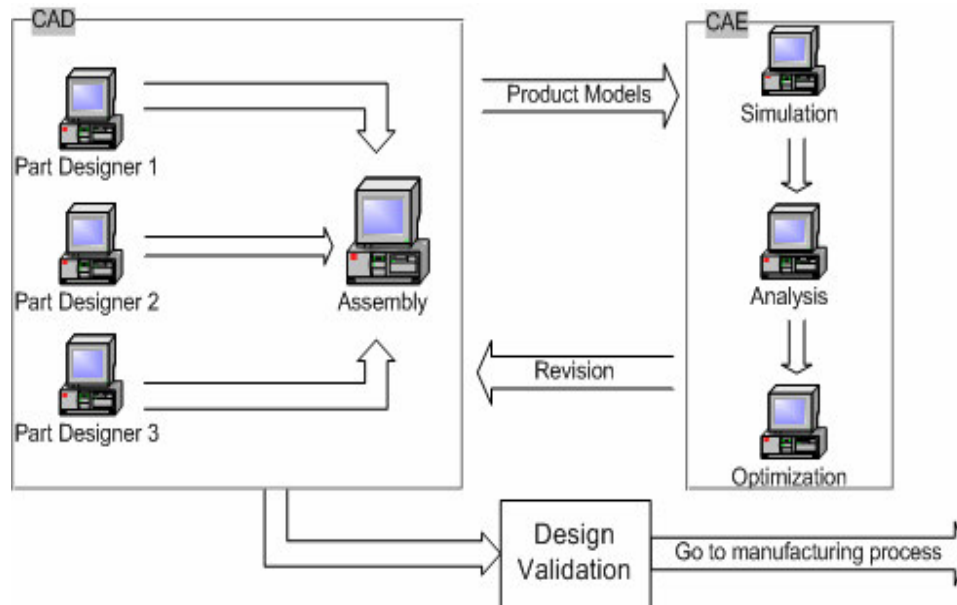 CAD
Part Designer 1
Part Designer 2
Part Designer 3
Assembly
Product Models
Revision
CAE
Simulation
Analysis
Optimization
Design
Validation
Go to manufacturing process